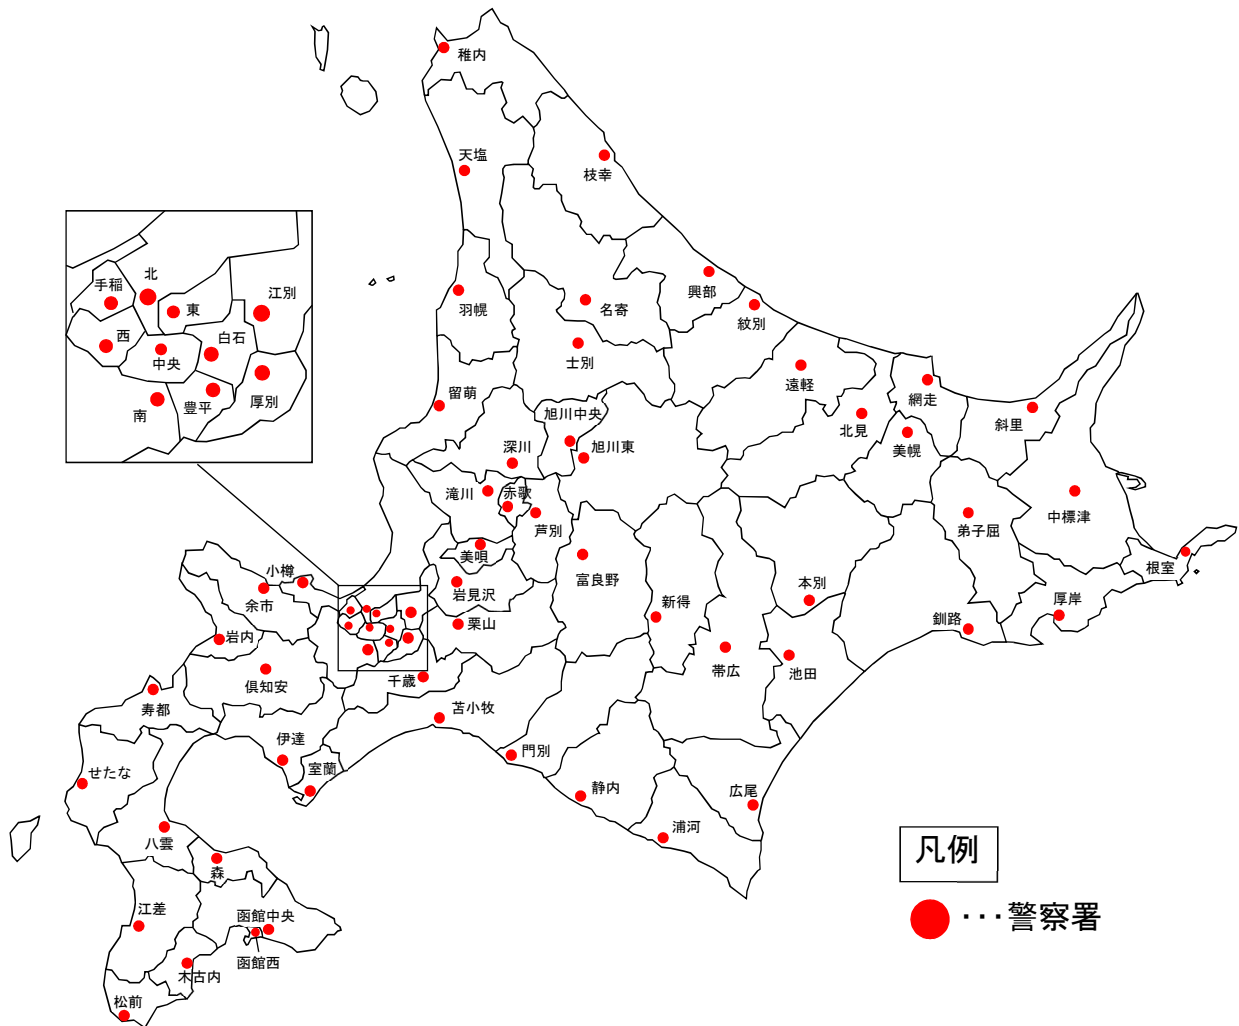 稚内
天塩
枝幸
手稲
北
東
江別
西
中央
白石
南
豊平
厚別
羽幌
名寄
興部
紋別
士別
遠軽
網走
斜里
留萌
旭川中央
旭川東
北見
美幌
深川
滝川
赤歌
芦別
弟子屈
中標津
美唄
富良野
根室
小樽
余市
岩見沢
栗山
新得
本別
厚岸
釧路
岩内
倶知安
千歳
帯広
池田
寿都
苫小牧
伊達
室蘭
門別
せたな
静内
広尾
浦河
八雲
森
凡例
・・・警察署
江差
函館中央
函館西
木古内
松前